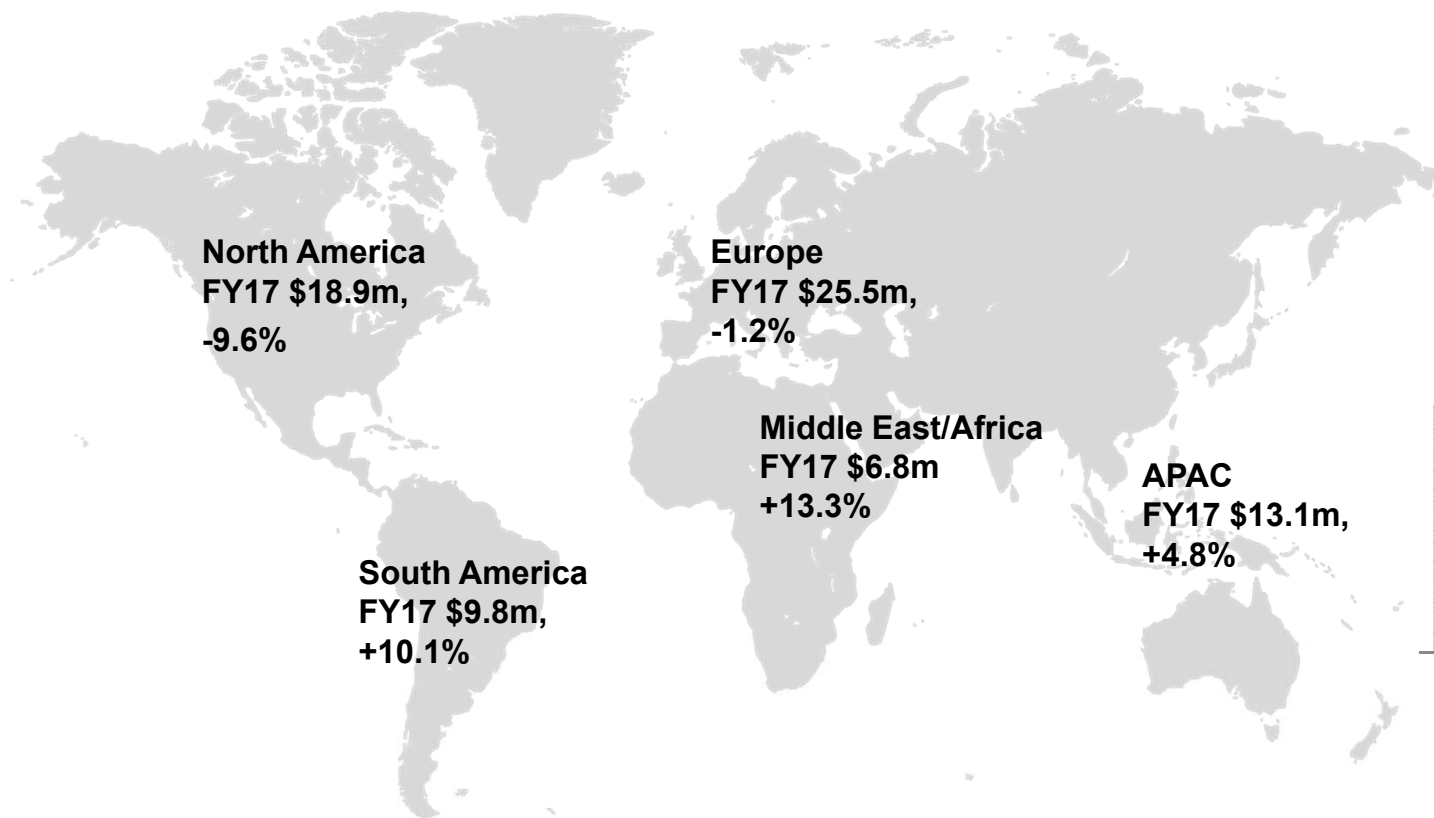 North America
FY17 $18.9m,
-9.6%
Europe
FY17 $25.5m,
-1.2%
Middle East/Africa
FY17 $6.8m
+13.3%
APAC
FY17 $13.1m,
+4.8%
South America
FY17 $9.8m,
+10.1%